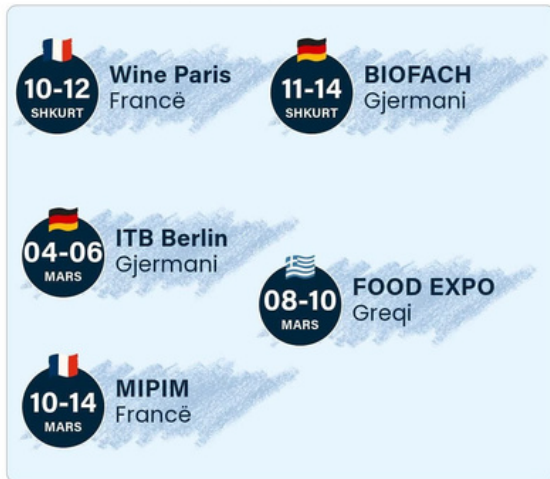 10-12
SHKURT
Wine Paris
Francë
11-14
SHKURT
BIOFACH
Gjermani
04-06
MARS
ITB Berlin
Gjermani
08-10
MARS
FOOD EXPO
Greqi
10-14
MARS
MIPIM
Francë